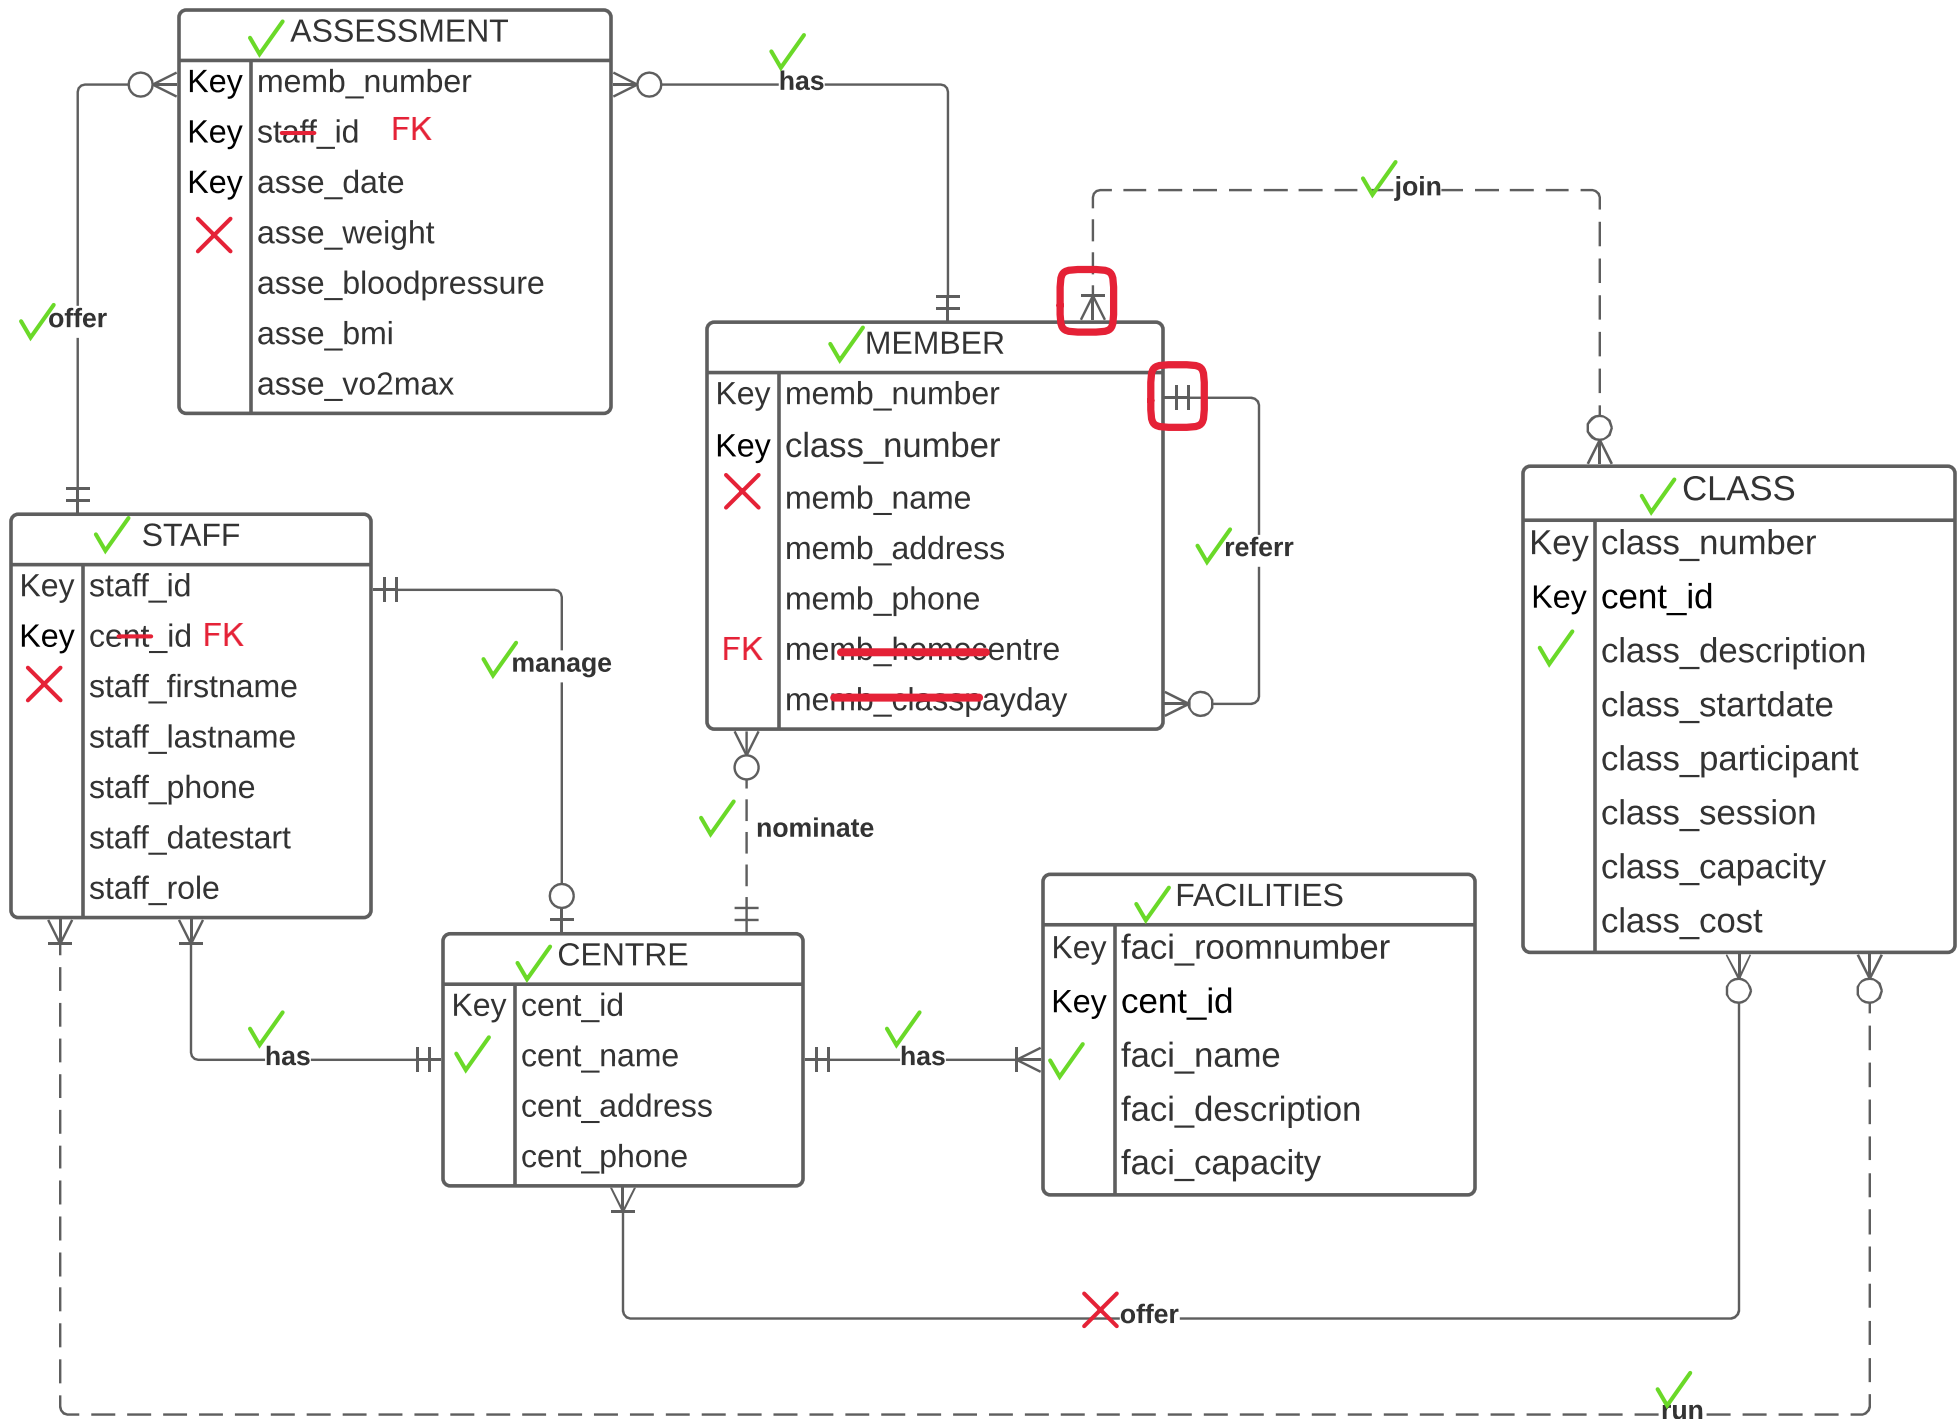 ASSESSMENT
Key memb_number
Key staff_id FK
Key asse_date
asse_weight
asse_bloodpressure
asse_bmi
asse_vo2max
has
join
offer
MEMBER
Key memb_number
Key class_number
memb_name
memb_address
memb_phone
FK memb_homecentre
memb_classpayday
referr
CLASS
Key class_number
Key cent_id
class_description
class_startdate
class_participant
class_session
class_capacity
class_cost
STAFF
Key staff_id
Key cent_id FK
staff_firstname
staff_lastname
staff_phone
staff_datestart
staff_role
manage
nominate
CENTRE
Key cent_id
cent_name
cent_address
cent_phone
has
has
FACILITIES
Key faci_roomnumber
Key cent_id
faci_name
faci_description
faci_capacity
offer
run